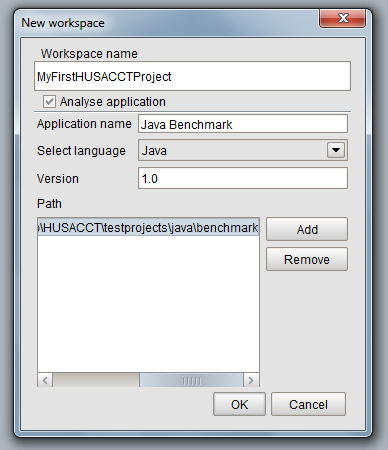 New workspace
Workspace name
MyFirstHUSACCTProject
Analyse application
Application name Java Benchmark
Select language Java
Version 1.0
Path
\HUSACCT\testprojects\java\benchmark Add
Remove
OK Cancel